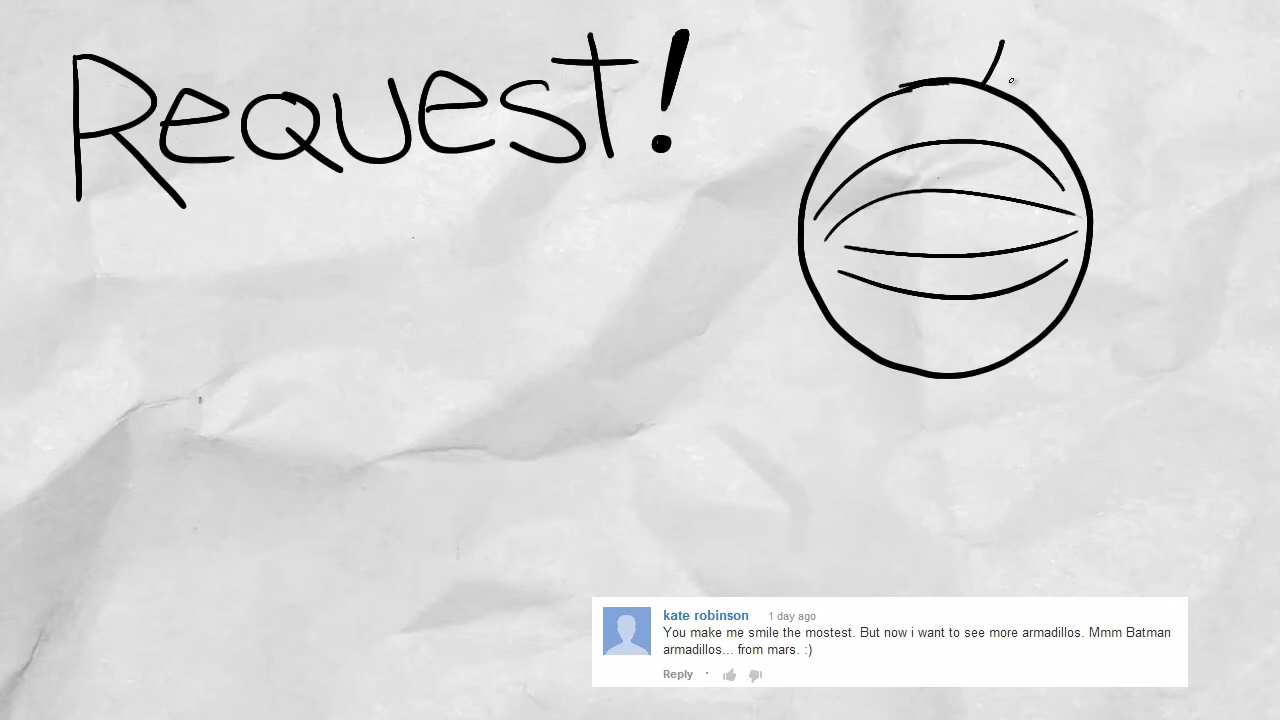 Request!
kate robinson 1 day ago
You make me smile the mostest. But now i want to see more armadillos. Mmm Batman
armadillos... from mars. :)
Reply ·